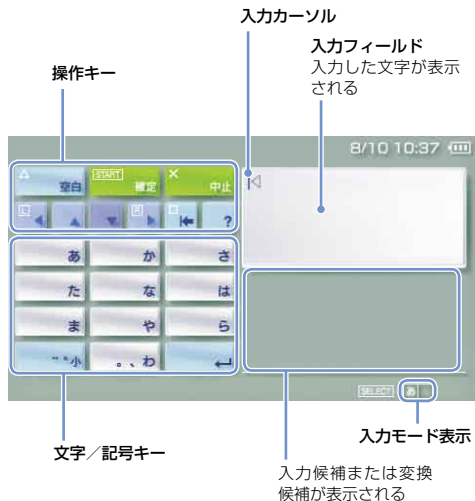 入力カーソル
入力フィールド
入力した文字が表示
される
操作キー
8/10 10:37
△ 空白
START 確定
× 中止
L ◀
▲
▼
R ▶
□ |←
?
あ か さ
た な は
ま や ら
゛゜小 。、わ ↵
SELECT あ
入力モード表示
文字／記号キー
入力候補または変換
候補が表示される